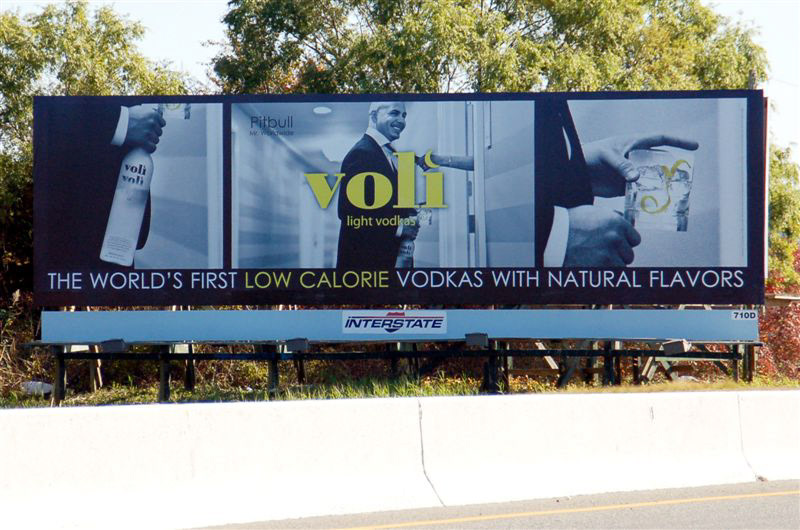 voli
voli
Pitbull
Mr. Worldwide
voli
light vodkas
THE WORLD'S FIRST LOW CALORIE VODKAS WITH NATURAL FLAVORS
INTERSTATE
710D